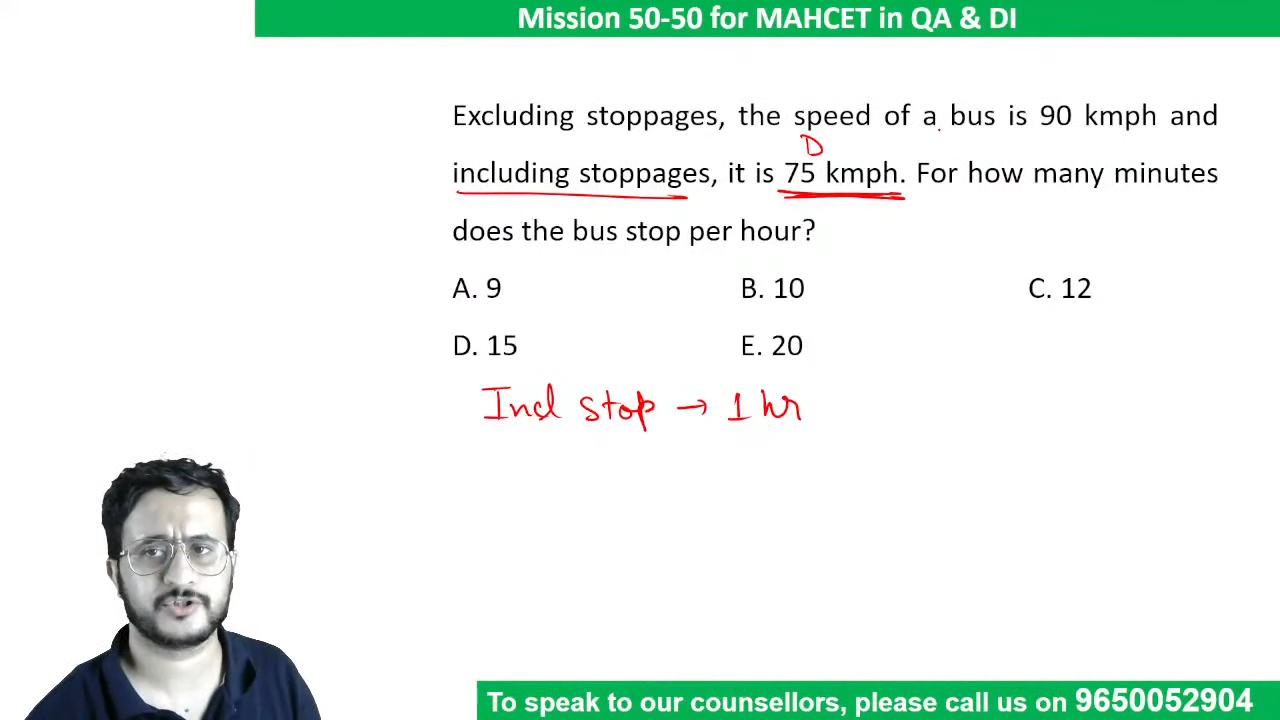 Mission 50-50 for MAHCET in QA & DI
Excluding stoppages, the speed of a bus is 90 kmph and
D
including stoppages, it is 75 kmph. For how many minutes
does the bus stop per hour?
A. 9 B. 10 C. 12
D. 15 E. 20
Incl stop → 1 hr
To speak to our counsellors, please call us on 9650052904